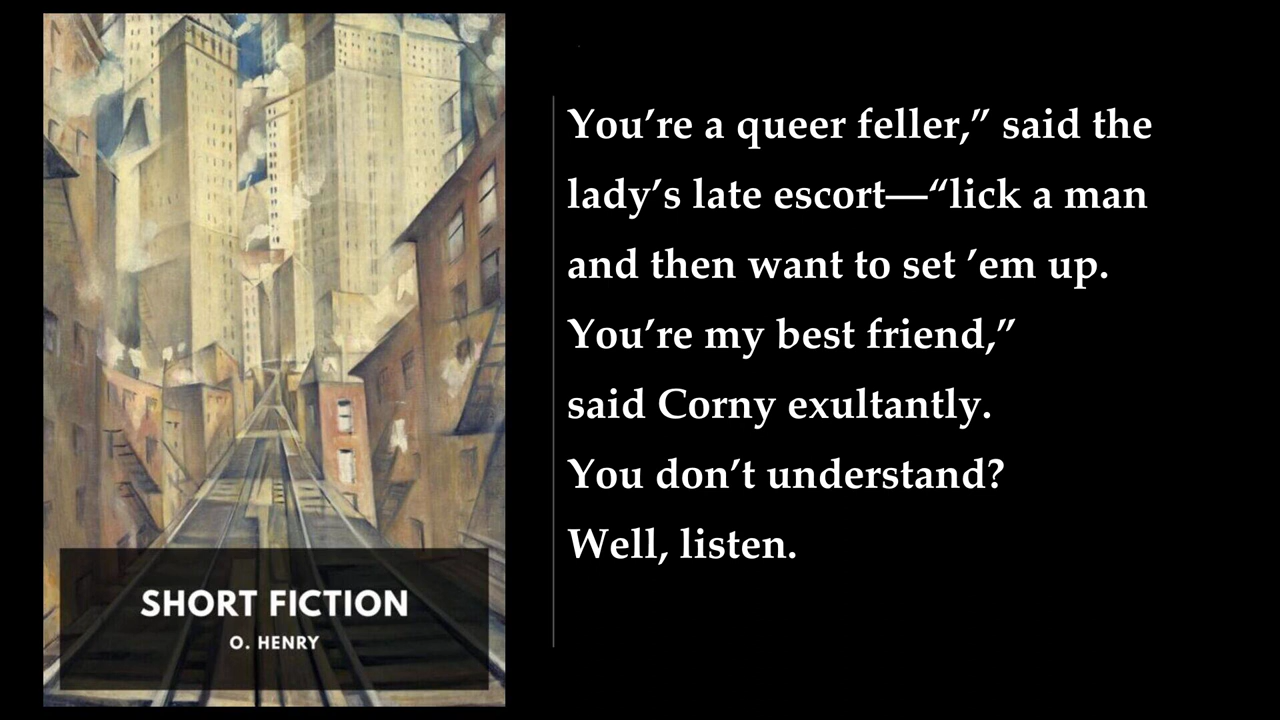 SHORT FICTION
O. HENRY
You’re a queer feller,” said the
lady’s late escort—“lick a man
and then want to set ’em up.
You’re my best friend,”
said Corny exultantly.
You don’t understand?
Well, listen.